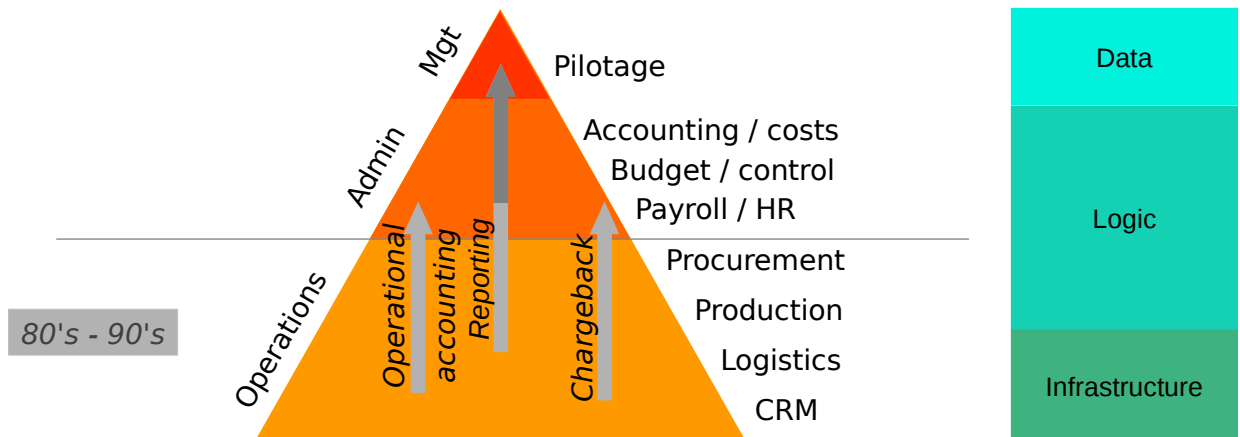 Mgt
Pilotage
Data
Admin
Accounting / costs
Budget / control
Payroll / HR
Logic
Operations
Operational
accounting
Reporting
Chargeback
Procurement
Production
Logistics
CRM
80's - 90's
Infrastructure